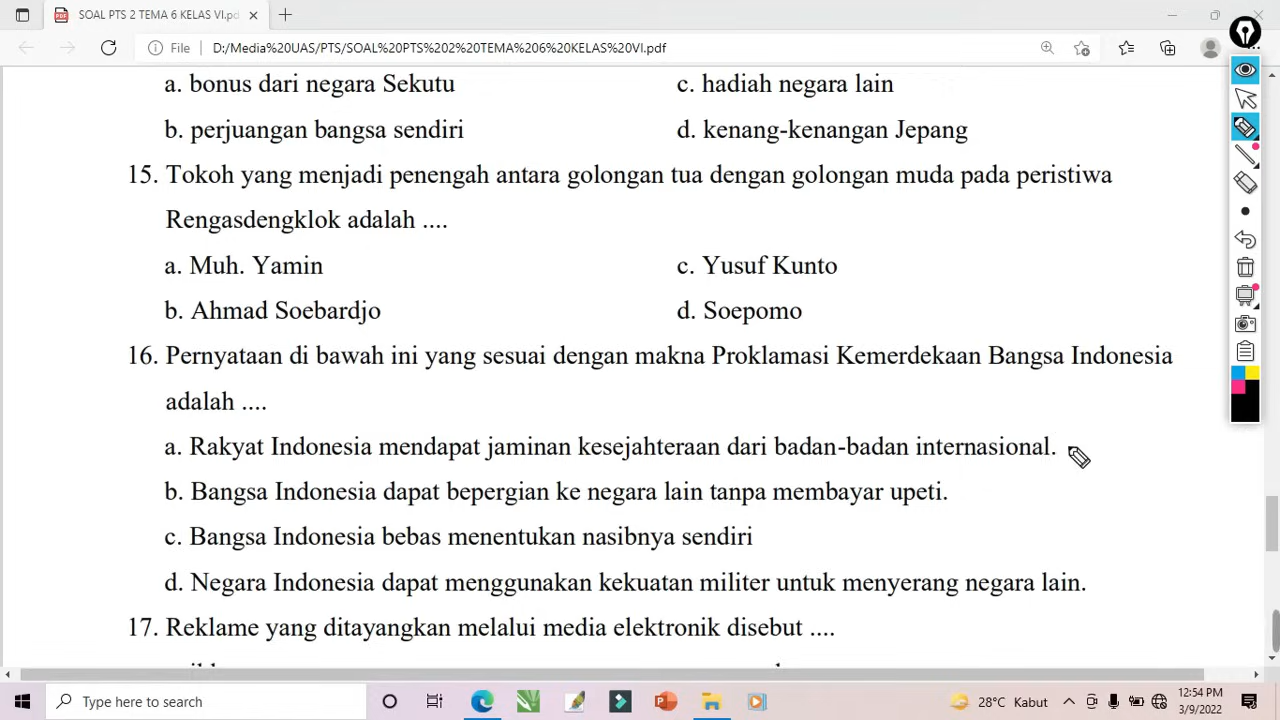 SOAL PTS 2 TEMA 6 KELAS VI.pd
File
D:/Media%20UAS/PTS/SOAL%20PTS%202%20TEMA%206%20KELAS%20VI.pdf
a. bonus dari negara Sekutu c. hadiah negara lain
b. perjuangan bangsa sendiri d. kenang-kenangan Jepang
15. Tokoh yang menjadi penengah antara golongan tua dengan golongan muda pada peristiwa
Rengasdengklok adalah ....
a. Muh. Yamin c. Yusuf Kunto
b. Ahmad Soebardjo d. Soepomo
16. Pernyataan di bawah ini yang sesuai dengan makna Proklamasi Kemerdekaan Bangsa Indonesia
adalah ....
a. Rakyat Indonesia mendapat jaminan kesejahteraan dari badan-badan internasional.
b. Bangsa Indonesia dapat bepergian ke negara lain tanpa membayar upeti.
c. Bangsa Indonesia bebas menentukan nasibnya sendiri
d. Negara Indonesia dapat menggunakan kekuatan militer untuk menyerang negara lain.
17. Reklame yang ditayangkan melalui media elektronik disebut ....
Type here to search
28°C Kabut
12:54 PM
3/9/2022